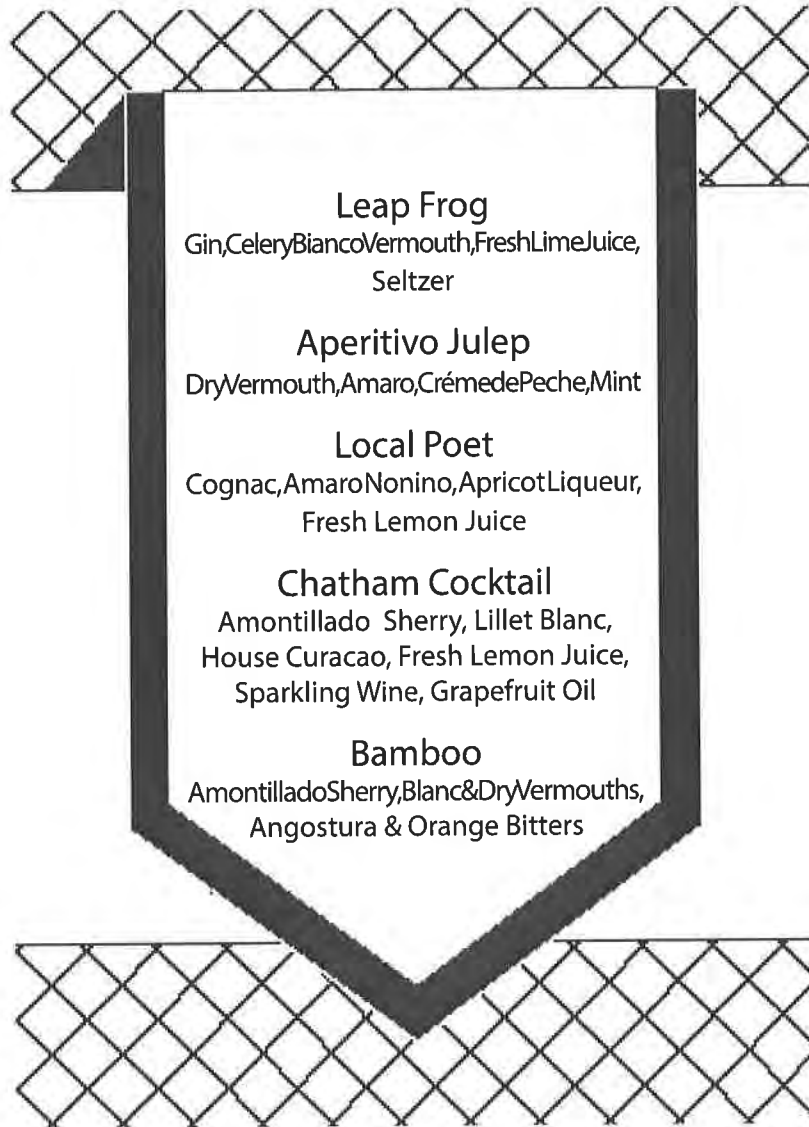 Leap Frog
Gin,CeleryBiancoVermouth,FreshLimeJuice,
Seltzer
Aperitivo Julep
DryVermouth,Amaro,CrémedePeche,Mint
Local Poet
Cognac,AmaroNonino,ApricotLiqueur,
Fresh Lemon Juice
Chatham Cocktail
Amontillado Sherry, Lillet Blanc,
House Curacao, Fresh Lemon Juice,
Sparkling Wine, Grapefruit Oil
Bamboo
AmontilladoSherry,Blanc&DryVermouths,
Angostura & Orange Bitters